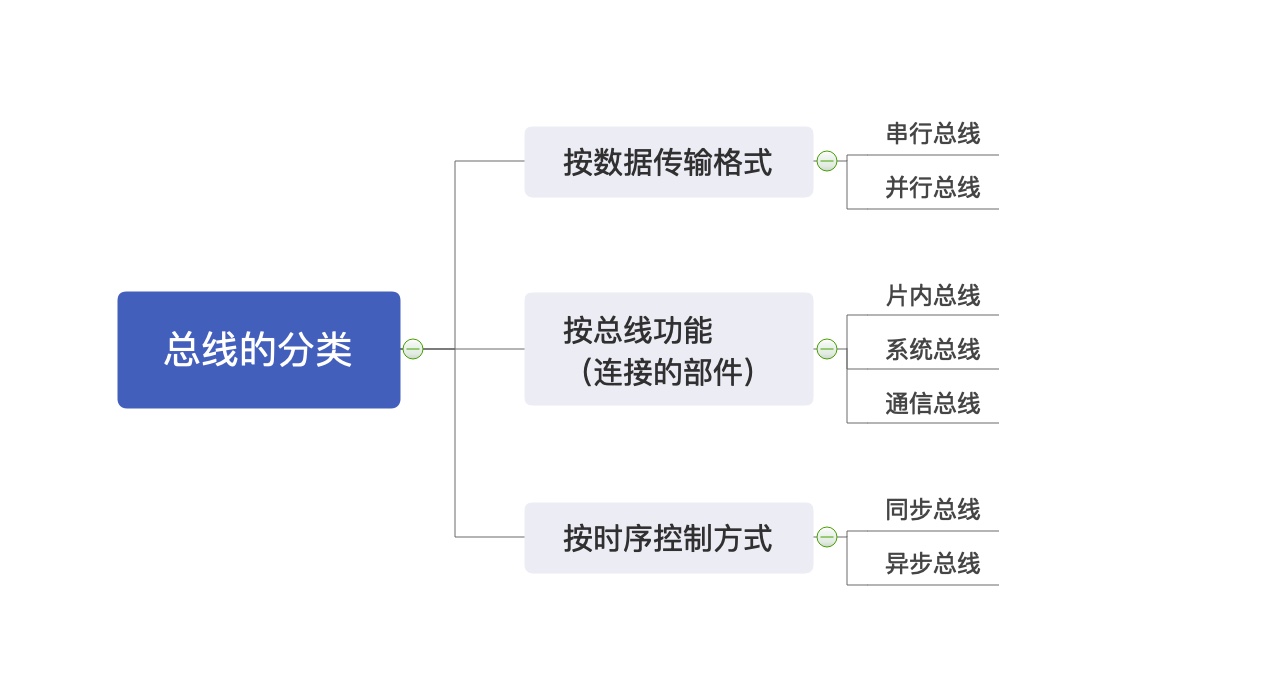 总线的分类
按数据传输格式
串行总线
并行总线
按总线功能
（连接的部件）
片内总线
系统总线
通信总线
按时序控制方式
同步总线
异步总线